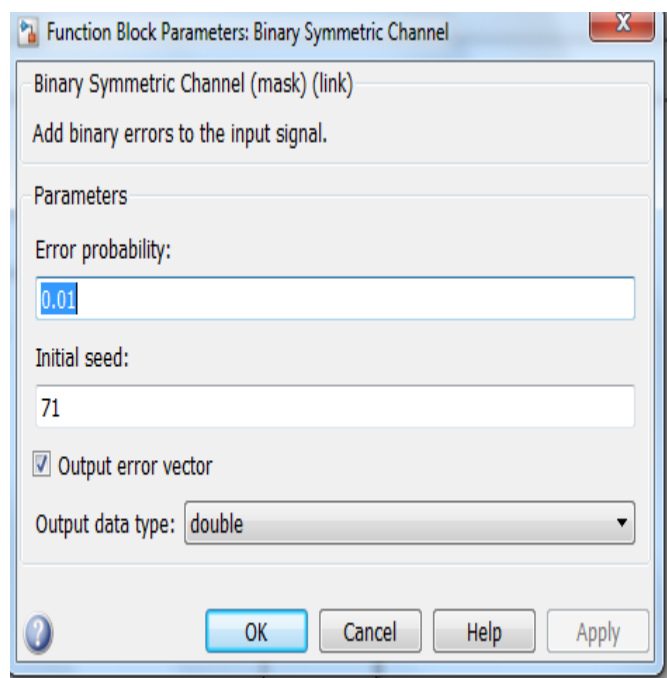 Function Block Parameters: Binary Symmetric Channel
X
Binary Symmetric Channel (mask) (link)
Add binary errors to the input signal.
Parameters
Error probability:
0.01
Initial seed:
71
Output error vector
Output data type: double
? OK Cancel Help Apply